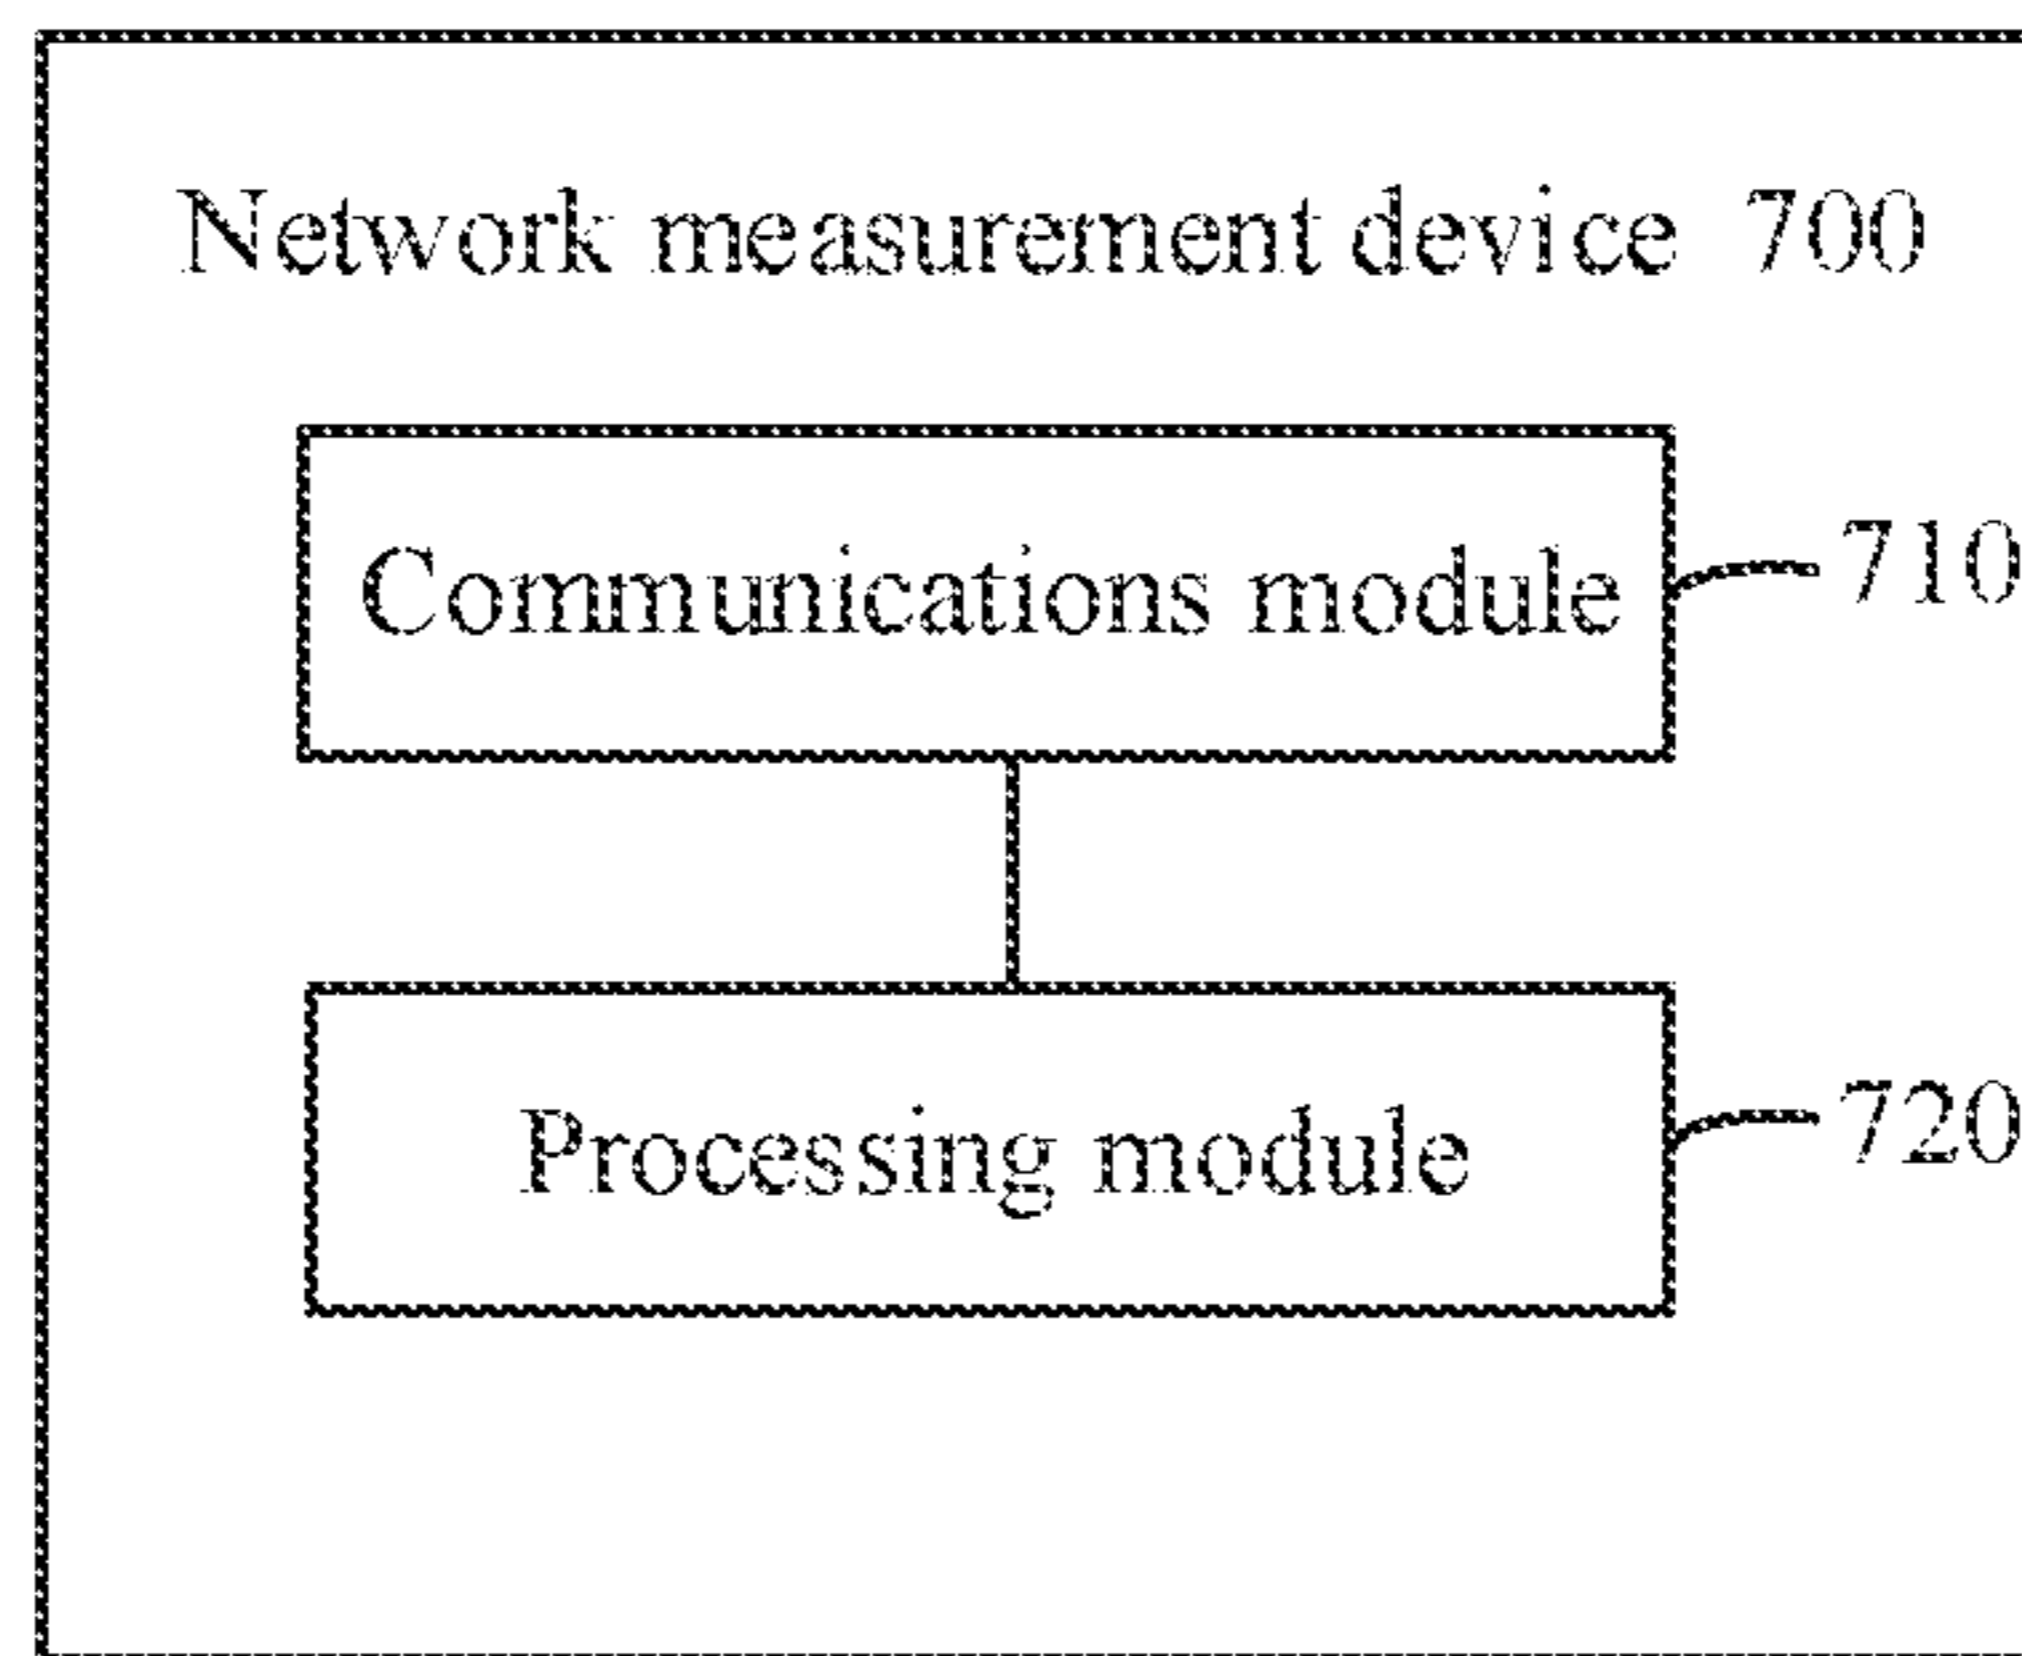 Network measurement device 700
Communications module 710
Processing module 720